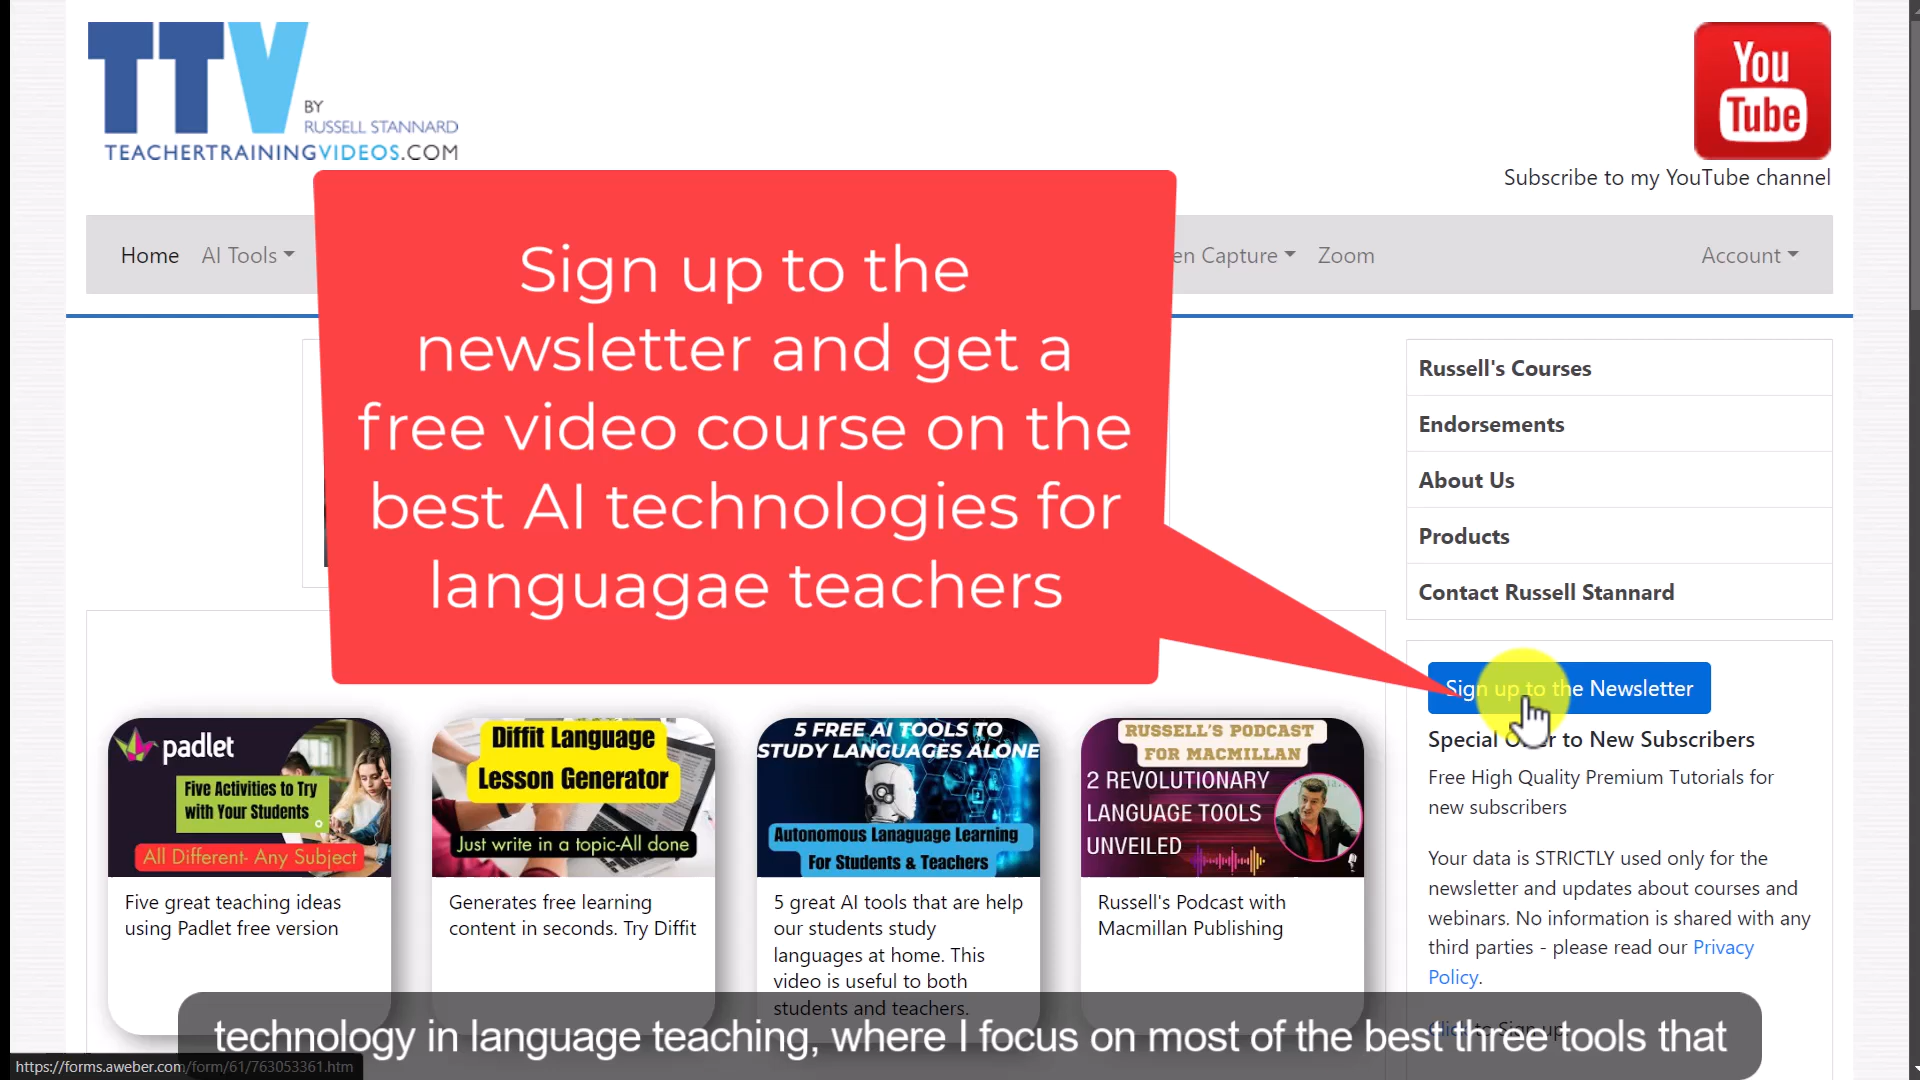 TTV
BY
RUSSELL STANNARD
TEACHERTRAININGVIDEOS.COM
You
Tube
Subscribe to my YouTube channel
Home
AI Tools
en Capture
Zoom
Account
Sign up to the
newsletter and get a
free video course on the
best AI technologies for
languagae teachers
Russell's Courses
Endorsements
About Us
Products
Contact Russell Stannard
Sign up to the Newsletter
Special Offer to New Subscribers
Free High Quality Premium Tutorials for
new subscribers
Your data is STRICTLY used only for the
newsletter and updates about courses and
webinars. No information is shared with any
third parties - please read our Privacy
Policy.
padlet
Five Activities to Try
with Your Students
All Different- Any Subject
Five great teaching ideas
using Padlet free version
Diffit Language
Lesson Generator
Just write in a topic-All done
Generates free learning
content in seconds. Try Diffit
5 FREE AI TOOLS TO
STUDY LANGUAGES ALONE
Autonomous Lanaguage Learning
For Students & Teachers
5 great AI tools that are help
our students study
languages at home. This
video is useful to both
students and teachers.
RUSSELL'S PODCAST
FOR MACMILLAN
2 REVOLUTIONARY
LANGUAGE TOOLS
UNVEILED
Russell's Podcast with
Macmillan Publishing
to Sign up
technology in language teaching, where I focus on most of the best three tools that
https://forms.aweber.com/form/61/763053361.htm